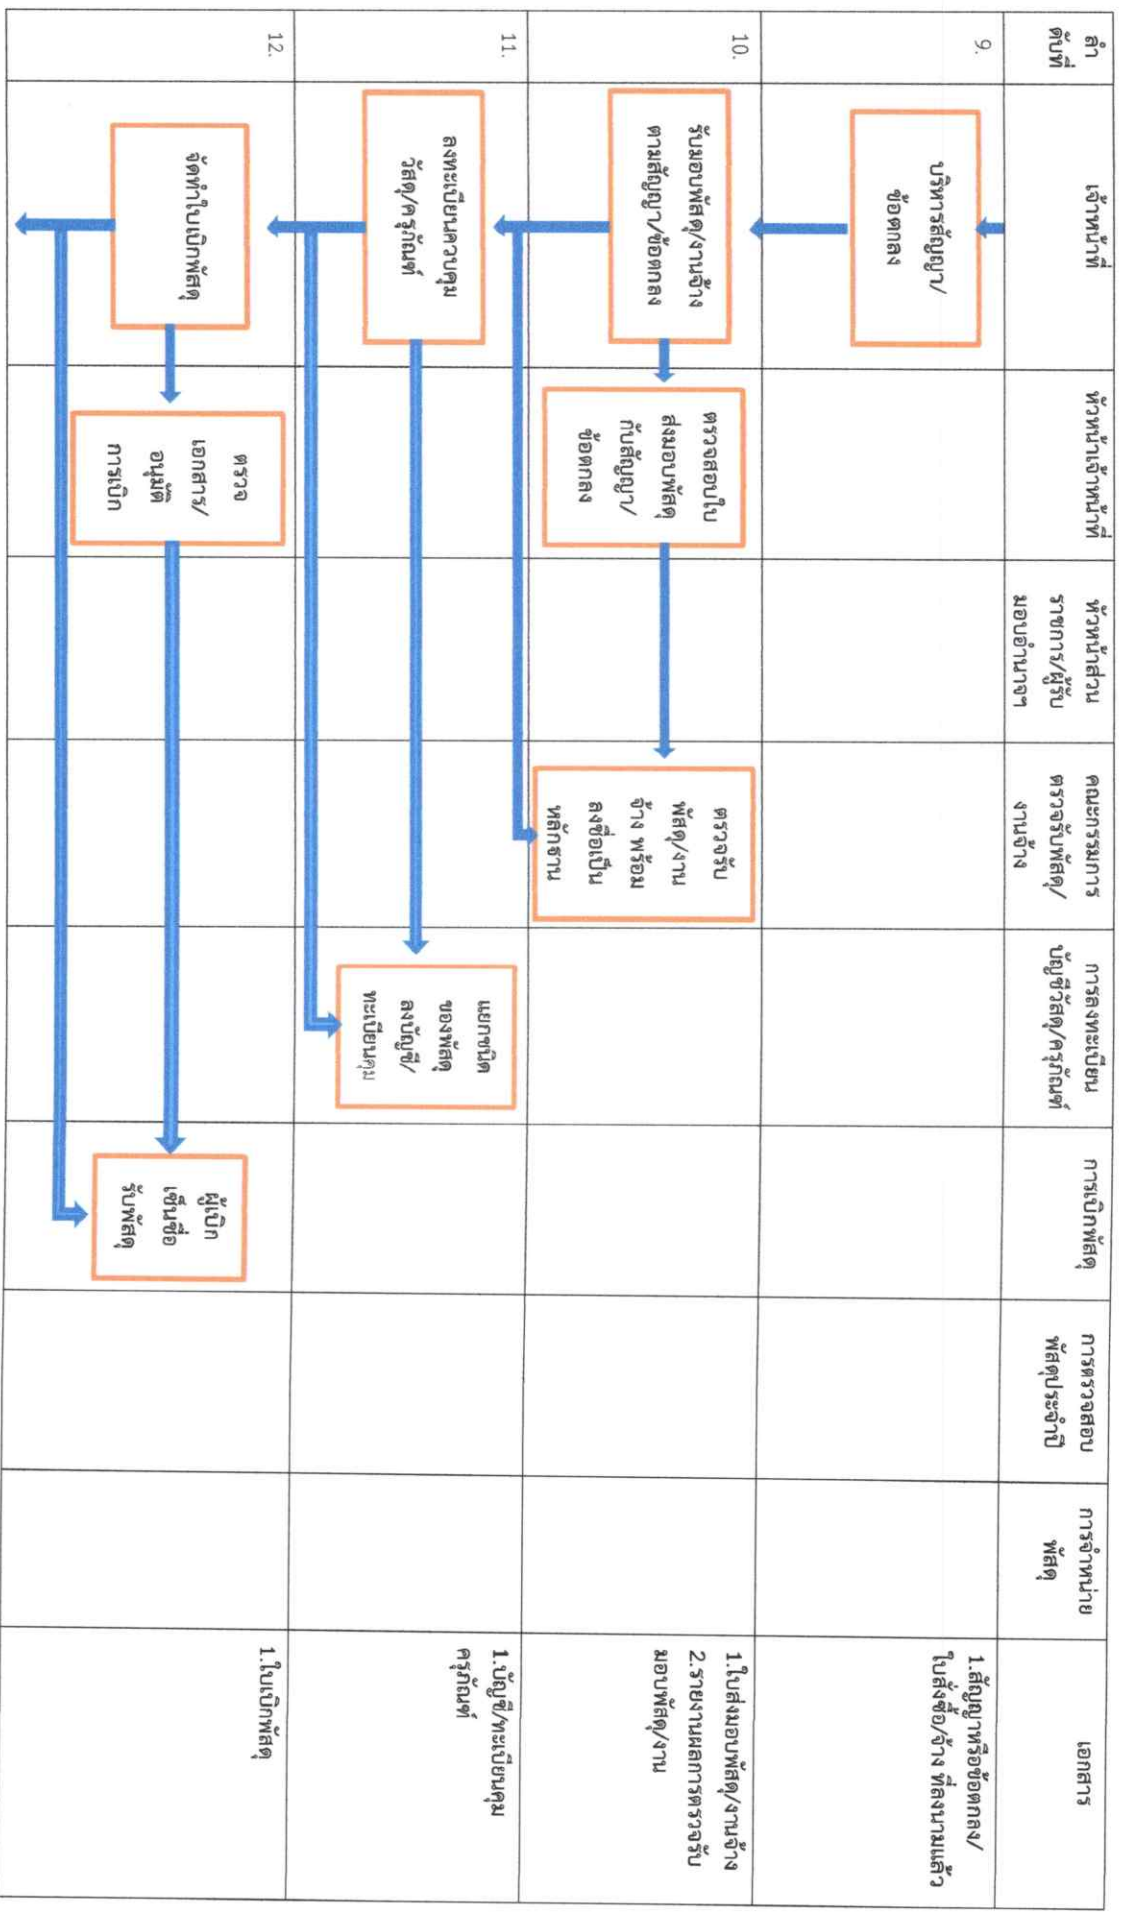 ลำ
ดับที่
เจ้าหน้าที่
หัวหน้าเจ้าหน้าที่
หัวหน้าส่วน
ราชการ/ผู้รับ
มอบอำนาจฯ
คณะกรรมการ
ตรวจรับพัสดุ/
งานจ้าง
การลงทะเบียน
บัญชีวัสดุ/ครุภัณฑ์
การเบิกพัสดุ
การตรวจสอบ
พัสดุประจำปี
การจำหน่าย
พัสดุ
เอกสาร
9.
บริหารสัญญา/
ข้อตกลง
1.สัญญาหรือข้อตกลง/
ใบสั่งซื้อ/จ้าง ที่ลงนามแล้ว
10.
รับมอบพัสดุ/งานจ้าง
ตามสัญญา/ข้อตกลง
ตรวจสอบใบ
ส่งมอบพัสดุ
กับสัญญา/
ข้อตกลง
ตรวจรับ
พัสดุ/งาน
จ้าง พร้อม
ลงชื่อเป็น
หลักฐาน
1.ใบส่งมอบพัสดุ/งานจ้าง
2.รายงานผลการตรวจรับ
มอบพัสดุ/งาน
11.
ลงทะเบียนควบคุม
วัสดุ/ครุภัณฑ์
แยกชนิด
ของพัสดุ
ลงบัญชี/
ทะเบียนคุม
1.บัญชี/ทะเบียนคุม
ครุภัณฑ์
12.
จัดทำใบเบิกพัสดุ
ตรวจ
เอกสาร/
อนุมัติ
การเบิก
ผู้เบิก
เซ็นชื่อ
รับพัสดุ
1.ใบเบิกพัสดุ